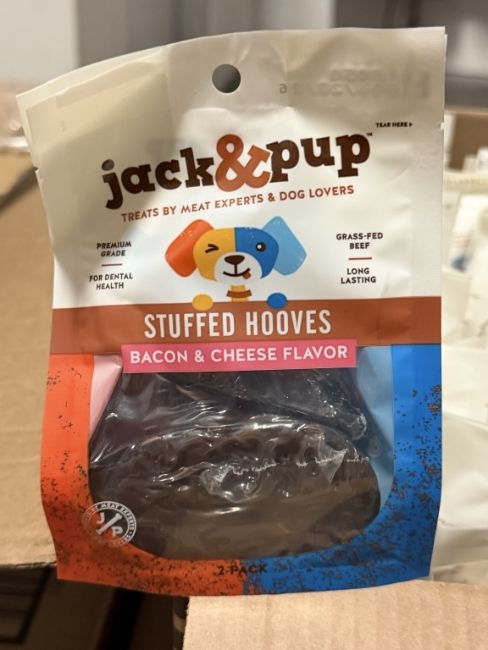 TEAR HERE
jack&pup™
TREATS BY MEAT EXPERTS & DOG LOVERS
PREMIUM
GRADE
FOR DENTAL
HEALTH
GRASS-FED
BEEF
LONG
LASTING
STUFFED HOOVES
BACON & CHEESE FLAVOR
J P
2 PACK